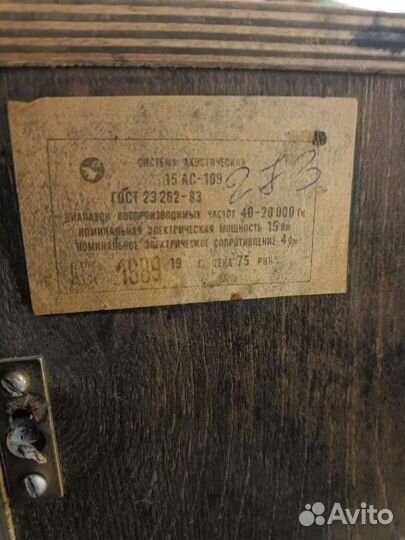 СИСТЕМА АКУСТИЧЕСКАЯ
15 АС-109
283
ГОСТ 23262-83
ДИАПАЗОН ВОСПРОИЗВОДИМЫХ ЧАСТОТ 40-20 000 Гц
НОМИНАЛЬНАЯ ЭЛЕКТРИЧЕСКАЯ МОЩНОСТЬ 15 Вт
НОМИНАЛЬНОЕ ЭЛЕКТРИЧЕСКОЕ СОПРОТИВЛЕНИЕ 4 Ом
1989 19 г. ЦЕНА 75 РУБ.
Avito